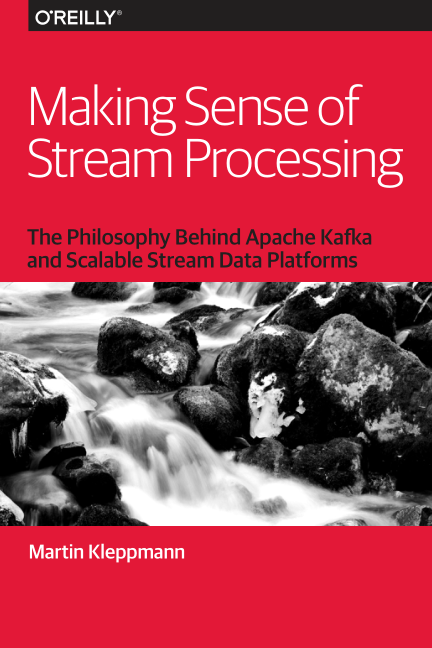 O'REILLY®
Making Sense of
Stream Processing
The Philosophy Behind Apache Kafka
and Scalable Stream Data Platforms
Martin Kleppmann